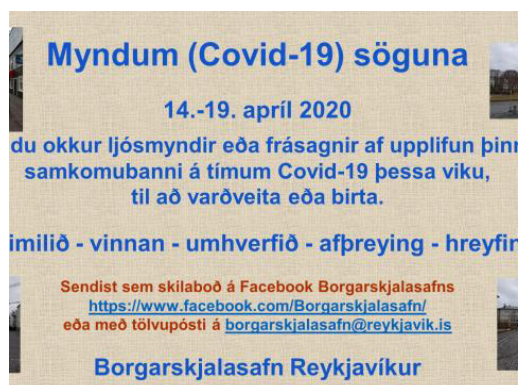 Myndum (Covid-19) söguna
14.-19. apríl 2020
du okkur ljósmyndir eða frásagnir af upplifun þinn
samkomubanni á tímum Covid-19 þessa viku,
til að varðveita eða birta.
imilið - vinnan - umhverfið - afþreying - hreyfin
Sendist sem skilaboð á Facebook Borgarskjalasafns
https://www.facebook.com/Borgarskjalasafn/
eða með tölvupósti á borgarskjalasafn@reykjavik.is
Borgarskjalasafn Reykjavíkur